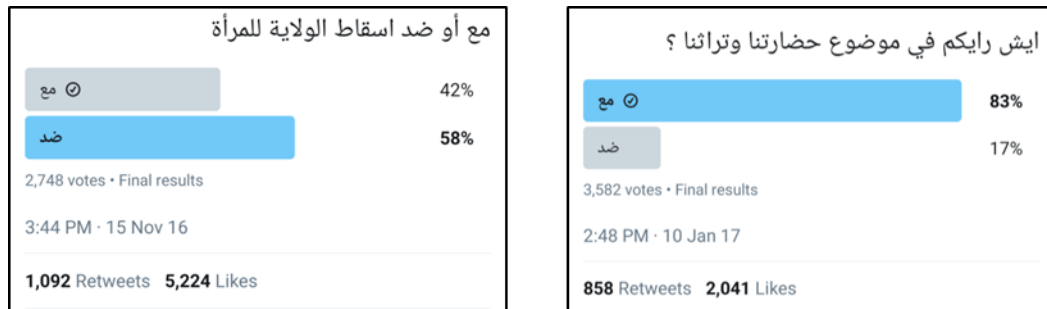 مع أو ضد اسقاط الولاية للمرأة
مع 42%
ضد 58%
2,748 votes • Final results
3:44 PM · 15 Nov 16
1,092 Retweets 5,224 Likes
ايش رايكم في موضوع حضارتنا وتراثنا ؟
مع 83%
ضد 17%
3,582 votes • Final results
2:48 PM · 10 Jan 17
858 Retweets 2,041 Likes